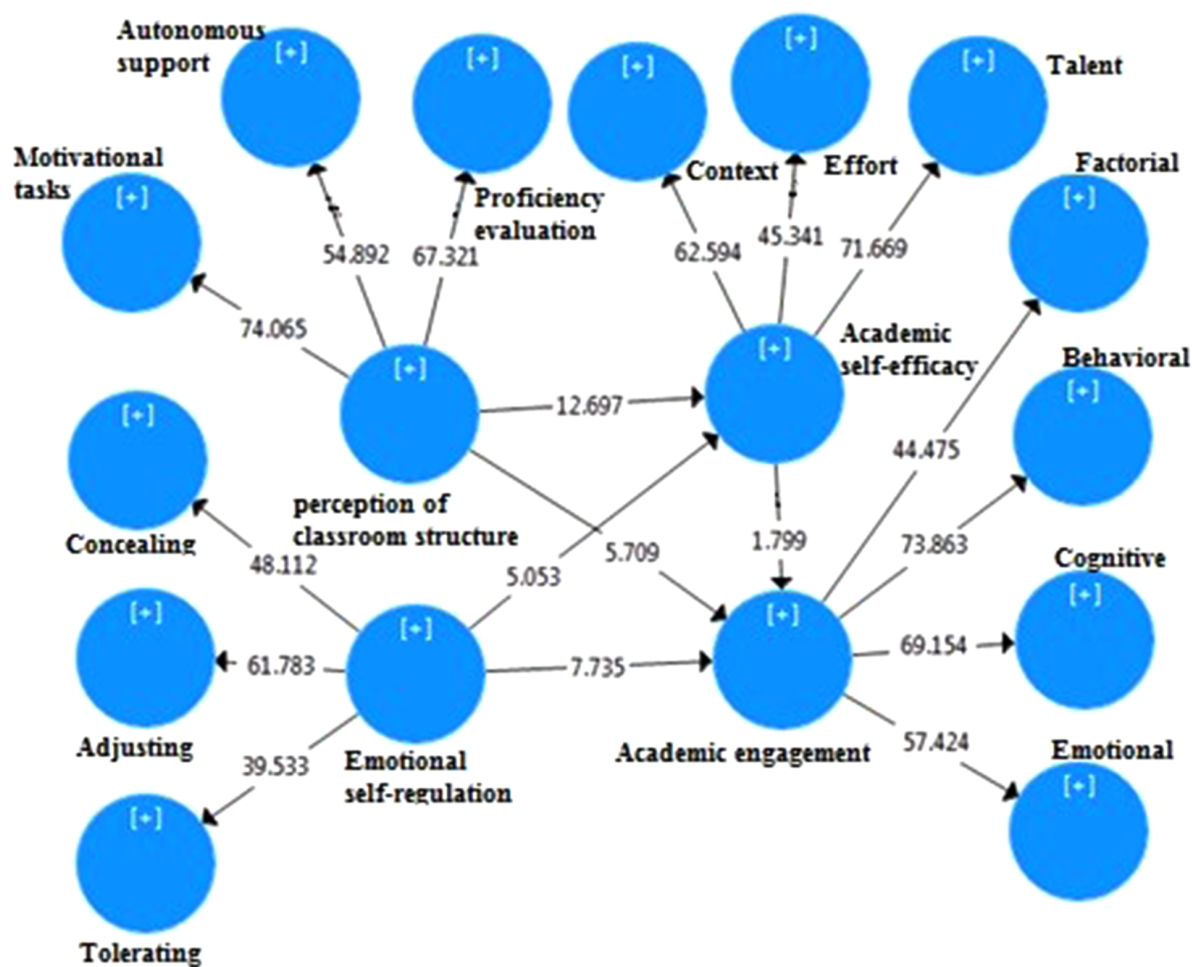 Autonomous
support
[+]
[+]
[+]
[+]
[+]
Talent
Motivational
tasks
[+]
Proficiency
evaluation
Context
Effort
Factorial
[+]
54.892
67.321
62.594
45.341
71.669
74.065
[+]
[+]
Academic
self-efficacy
Behavioral
[+]
12.697
[+]
Concealing
perception of
classroom structure
44.475
48.112
5.053
5.709
1.799
73.863
Cognitive
[+]
[+]
[+]
[+]
61.783
7.735
69.154
Adjusting
39.533
Emotional
self-regulation
Academic engagement
57.424
Emotional
[+]
[+]
Tolerating